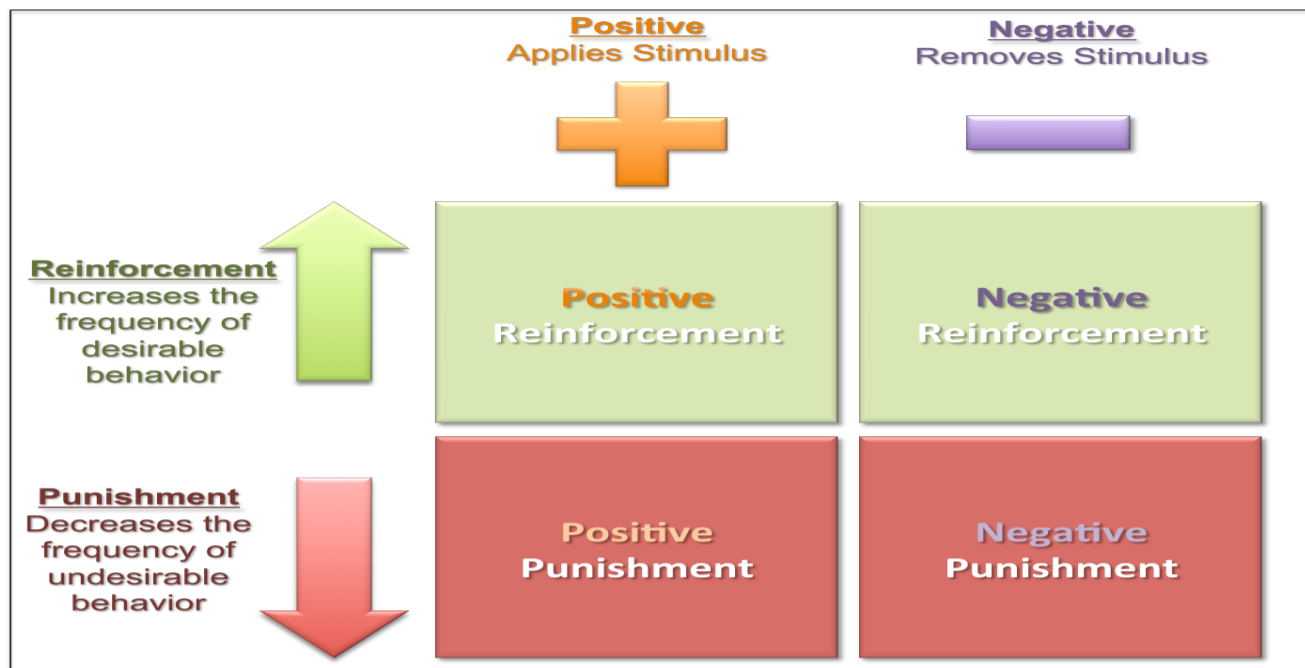 Positive
Applies Stimulus
Negative
Removes Stimulus
Reinforcement
Increases the
frequency of
desirable
behavior
Positive
Reinforcement
Negative
Reinforcement
Punishment
Decreases the
frequency of
undesirable
behavior
Positive
Punishment
Negative
Punishment